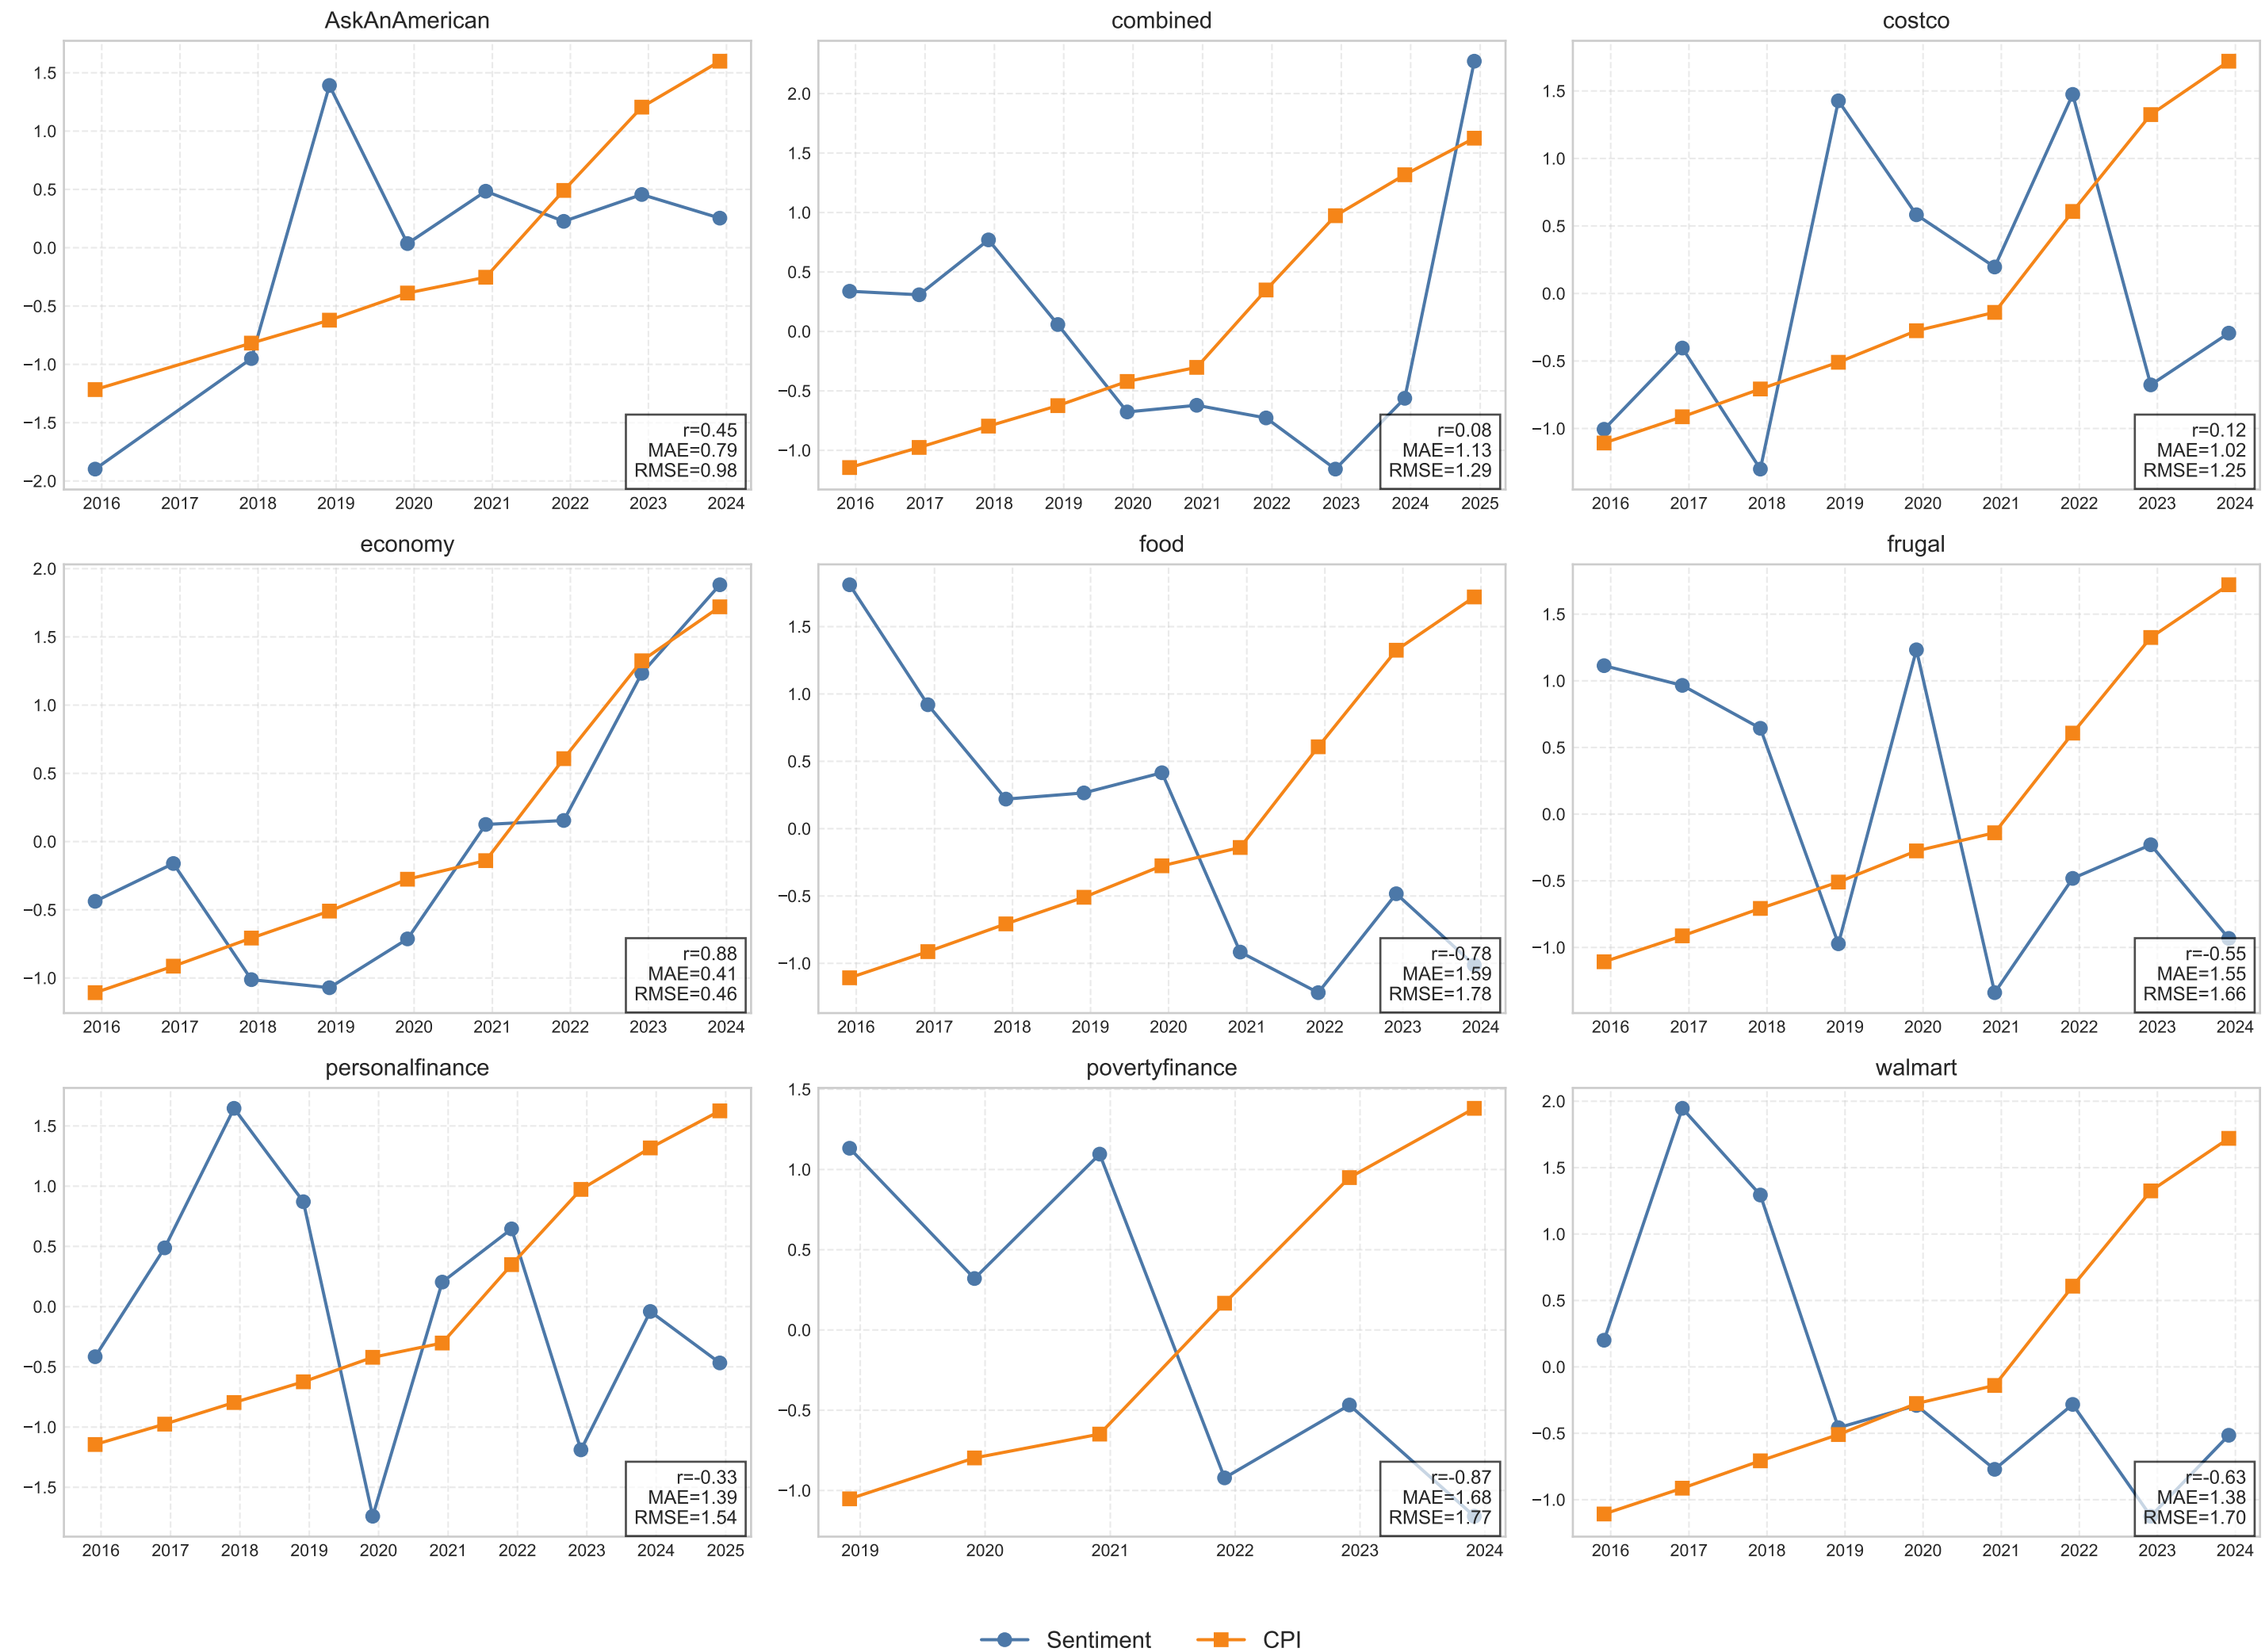 AskAnAmerican
1.5
1.0
0.5
0.0
−0.5
−1.0
−1.5
−2.0
r=0.45
MAE=0.79
RMSE=0.98
2016 2017 2018 2019 2020 2021 2022 2023 2024
combined
2.0
1.5
1.0
0.5
0.0
−0.5
−1.0
r=0.08
MAE=1.13
RMSE=1.29
2016 2017 2018 2019 2020 2021 2022 2023 2024 2025
costco
1.5
1.0
0.5
0.0
−0.5
−1.0
r=0.12
MAE=1.02
RMSE=1.25
2016 2017 2018 2019 2020 2021 2022 2023 2024
economy
2.0
1.5
1.0
0.5
0.0
−0.5
−1.0
r=0.88
MAE=0.41
RMSE=0.46
2016 2017 2018 2019 2020 2021 2022 2023 2024
food
1.5
1.0
0.5
0.0
−0.5
−1.0
r=-0.78
MAE=1.59
RMSE=1.78
2016 2017 2018 2019 2020 2021 2022 2023 2024
frugal
1.5
1.0
0.5
0.0
−0.5
−1.0
r=-0.55
MAE=1.55
RMSE=1.66
2016 2017 2018 2019 2020 2021 2022 2023 2024
personalfinance
1.5
1.0
0.5
0.0
−0.5
−1.0
−1.5
r=-0.33
MAE=1.39
RMSE=1.54
2016 2017 2018 2019 2020 2021 2022 2023 2024 2025
povertyfinance
1.5
1.0
0.5
0.0
−0.5
−1.0
r=-0.87
MAE=1.68
RMSE=1.77
2019 2020 2021 2022 2023 2024
walmart
2.0
1.5
1.0
0.5
0.0
−0.5
−1.0
r=-0.63
MAE=1.38
RMSE=1.70
2016 2017 2018 2019 2020 2021 2022 2023 2024
Sentiment CPI